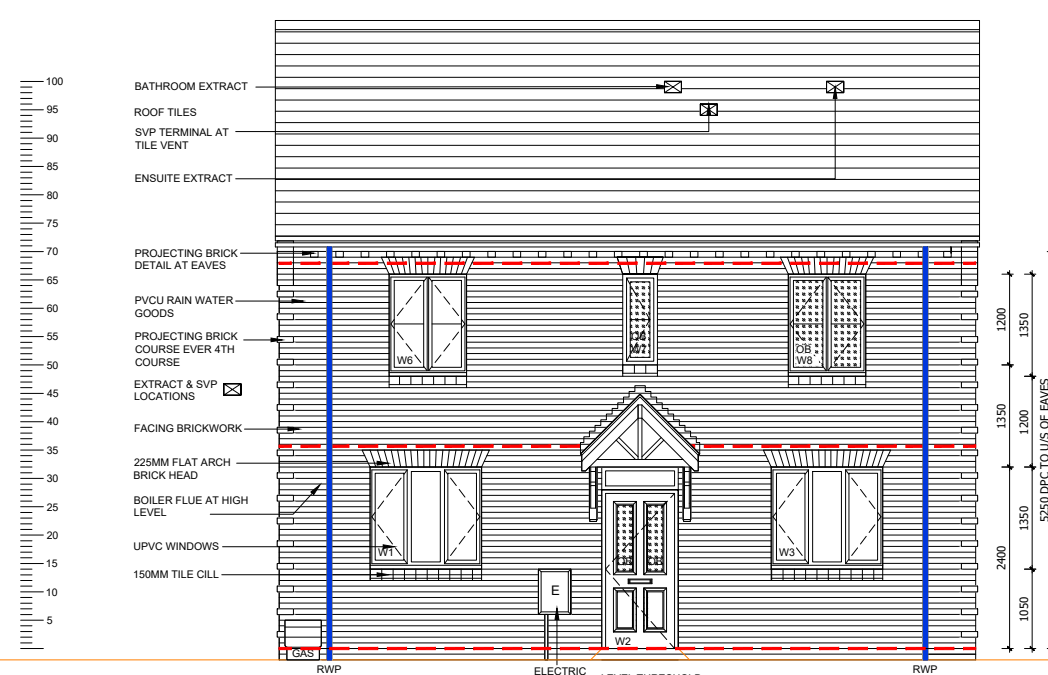 100
95
90
85
80
75
70
65
60
55
50
45
40
35
30
25
20
15
10
5
BATHROOM EXTRACT
ROOF TILES
SVP TERMINAL AT
TILE VENT
ENSUITE EXTRACT
PROJECTING BRICK
DETAIL AT EAVES
PVCU RAIN WATER
GOODS
PROJECTING BRICK
COURSE EVER 4TH
COURSE
EXTRACT & SVP
LOCATIONS
FACING BRICKWORK
225MM FLAT ARCH
BRICK HEAD
BOILER FLUE AT HIGH
LEVEL
UPVC WINDOWS
150MM TILE CILL
W6
OB
W7
OB
W8
W1
W3
E
W2
GAS
RWP
ELECTRIC
RWP
1200
1350
2400
1350
1200
1350
1050
5250 DPC TO U/S OF EAVES